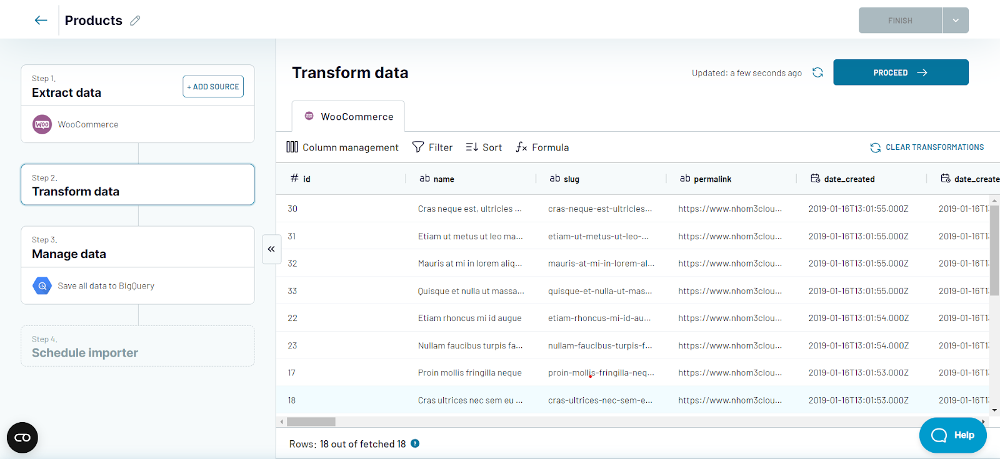 Products
FINISH
Step 1.
Extract data
+ ADD SOURCE
Woo
WooCommerce
Step 2.
Transform data
Step 3.
Manage data
Save all data to BigQuery
Step 4.
Schedule importer
CO
Transform data
Updated: a few seconds ago
PROCEED
WooCommerce
Column management Filter Sort fx Formula CLEAR TRANSFORMATIONS
# id ab name ab slug ab permalink date_created date_create
30 Cras neque est, ultricies ... cras-neque-est-ultricies... https://www.nhom3clou... 2019-01-16T13:01:55.000Z 2019-01-16T13
31 Etiam ut metus ut leo ma... etiam-ut-metus-ut-leo-... https://www.nhom3clou... 2019-01-16T13:01:55.000Z 2019-01-16T13
32 Mauris at mi in lorem aliq... mauris-at-mi-in-lorem-al... https://www.nhom3clou... 2019-01-16T13:01:55.000Z 2019-01-16T13
33 Quisque et nulla ut massa... quisque-et-nulla-ut-mas... https://www.nhom3clou... 2019-01-16T13:01:55.000Z 2019-01-16T13
22 Etiam rhoncus mi id augue etiam-rhoncus-mi-id-au... https://www.nhom3clou... 2019-01-16T13:01:54.000Z 2019-01-16T13
23 Nullam faucibus turpis fa... nullam-faucibus-turpis-f... https://www.nhom3clou... 2019-01-16T13:01:54.000Z 2019-01-16T13
17 Proin mollis fringilla neque proin-mollis-fringilla-neq... https://www.nhom3clou... 2019-01-16T13:01:53.000Z 2019-01-16T13
18 Cras ultrices nec sem eu ... cras-ultrices-nec-sem-e... https://www.nhom3clou... 2019-01-16T13:01:53.000Z 2019-01-16T13
Rows: 18 out of fetched 18 ?
Help